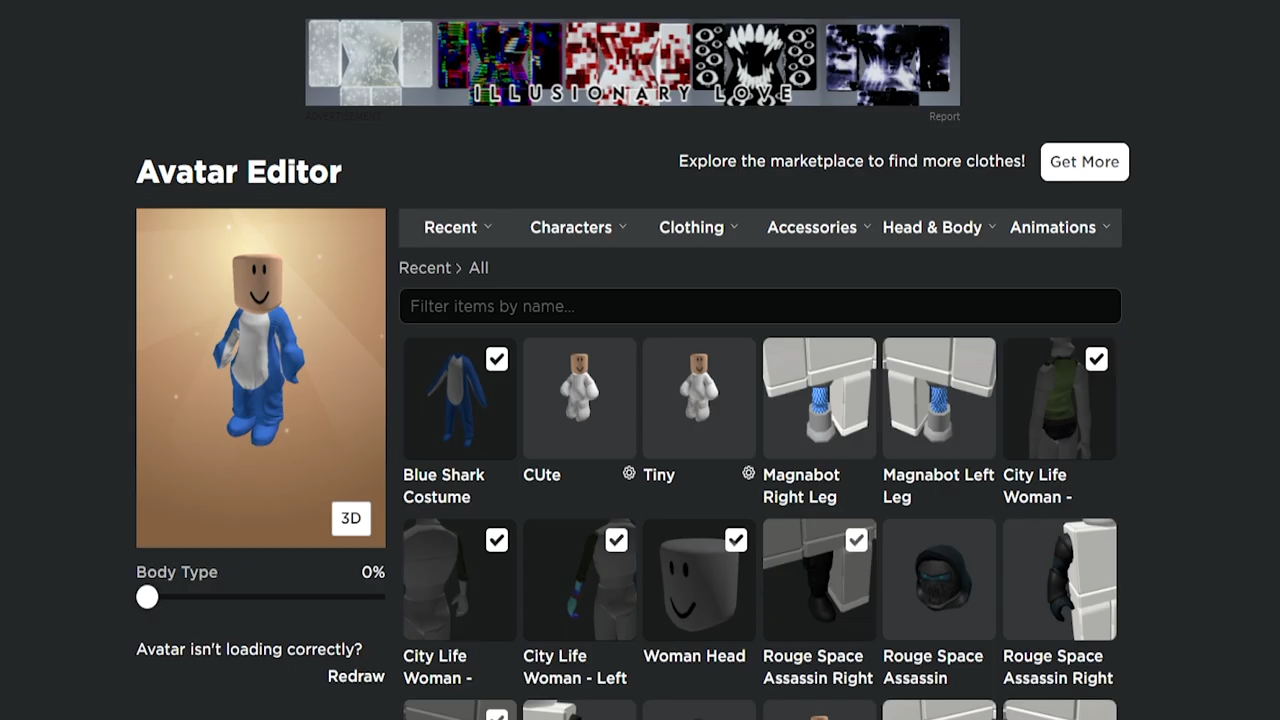 ILLUSIONARY LOVE
ADVERTISEMENT
Report
Avatar Editor
Explore the marketplace to find more clothes!
Get More
Recent
Characters
Clothing
Accessories
Head & Body
Animations
Recent > All
Filter items by name...
3D
Body Type
0%
Avatar isn't loading correctly?
Redraw
Blue Shark
Costume
CUte
Tiny
Magnabot
Right Leg
Magnabot Left
Leg
City Life
Woman -
City Life
Woman -
City Life
Woman - Left
Woman Head
Rouge Space
Assassin Right
Rouge Space
Assassin
Rouge Space
Assassin Right